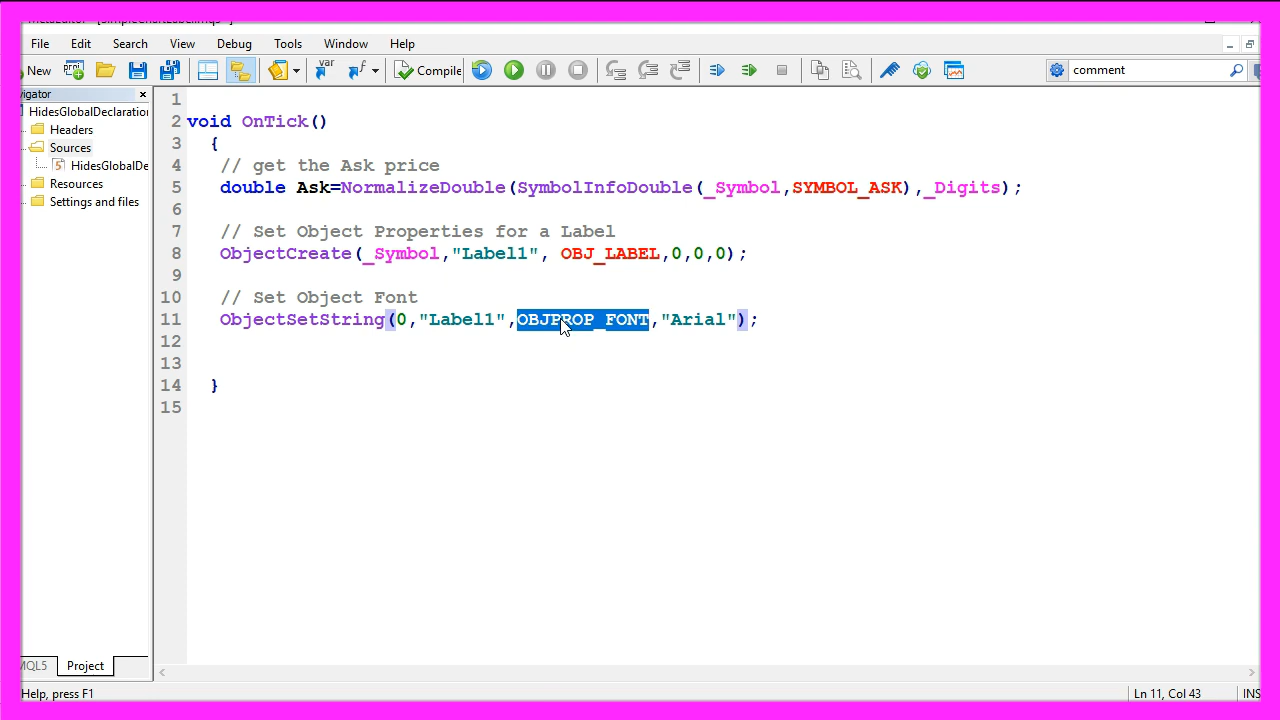 File Edit Search View Debug Tools Window Help
New Compile comment
vigator
HidesGlobalDeclaration
Headers
Sources
HidesGlobalDe
Resources
Settings and files
1
2 void OnTick()
3 {
4 // get the Ask price
5 double Ask=NormalizeDouble(SymbolInfoDouble(_Symbol,SYMBOL_ASK),_Digits);
6
7 // Set Object Properties for a Label
8 ObjectCreate(_Symbol,"Label1", OBJ_LABEL,0,0,0);
9
10 // Set Object Font
11 ObjectSetString(0,"Label1",OBJPROP_FONT,"Arial");
12
13
14 }
15
MQL5 Project
Help, press F1 Ln 11, Col 43 INS